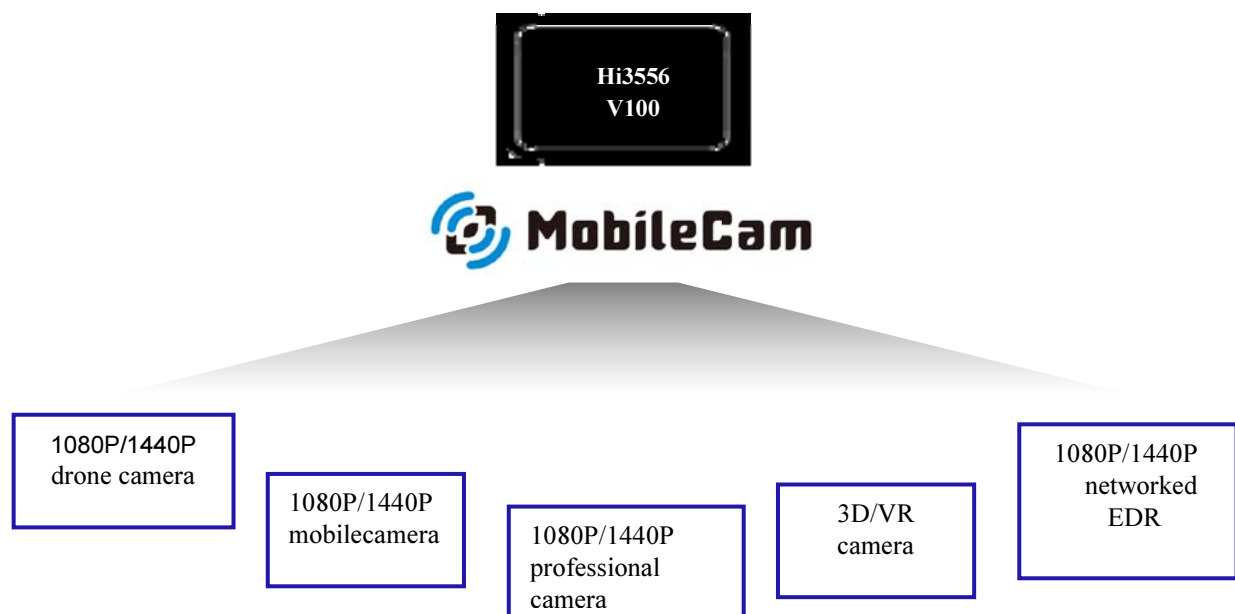 Hi3556
V100
MobileCam
1080P/1440P
drone camera
1080P/1440P
mobilecamera
1080P/1440P
professional
camera
3D/VR
camera
1080P/1440P
networked
EDR